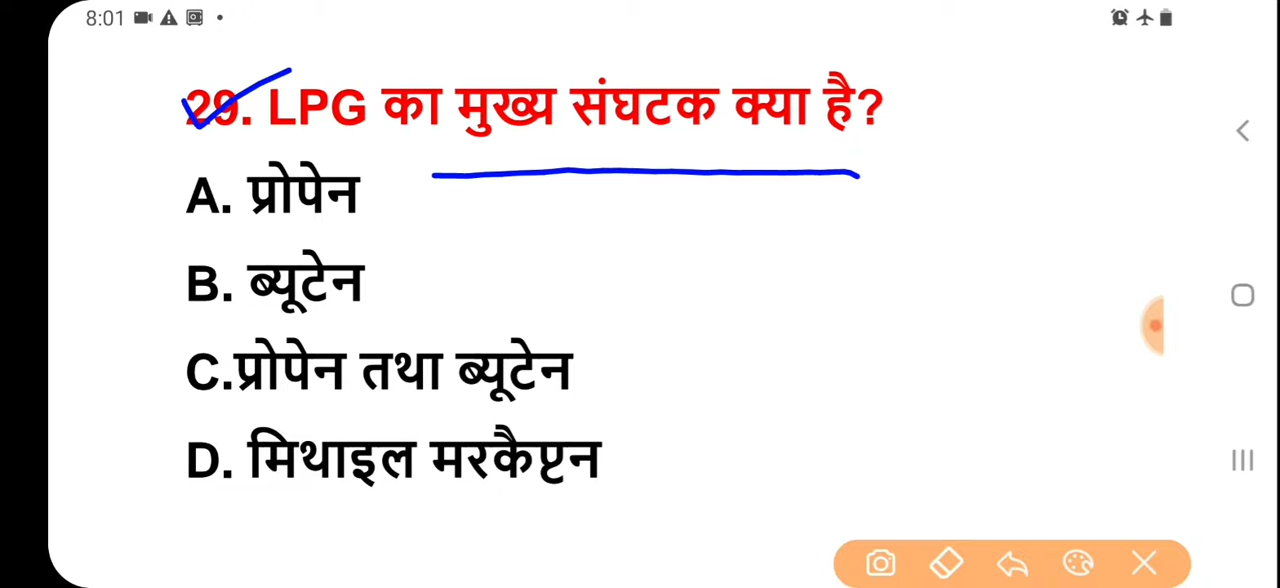 8:01
29. LPG का मुख्य संघटक क्या है?
A. प्रोपेन
B. ब्यूटेन
C.प्रोपेन तथा ब्यूटेन
D. मिथाइल मरकैप्टन